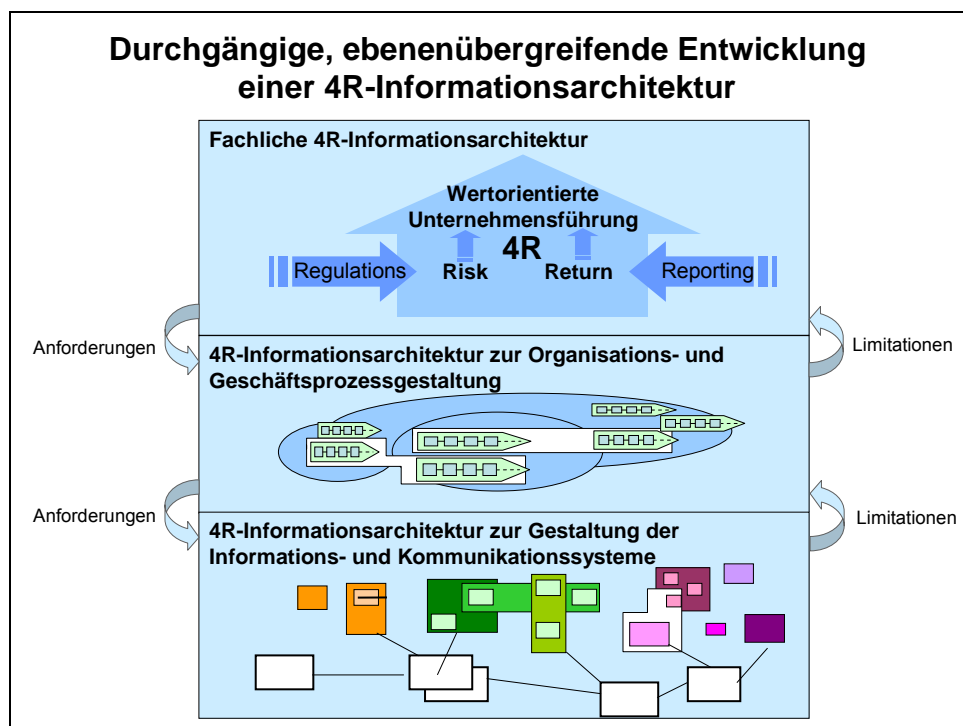 Durchgängige, ebenenübergreifende Entwicklung
einer 4R-Informationsarchitektur
Fachliche 4R-Informationsarchitektur
Wertorientierte
Unternehmensführung
4R
Regulations
Risk
Return
Reporting
Anforderungen
Limitationen
4R-Informationsarchitektur zur Organisations- und
Geschäftsprozessgestaltung
Anforderungen
Limitationen
4R-Informationsarchitektur zur Gestaltung der
Informations- und Kommunikationssysteme